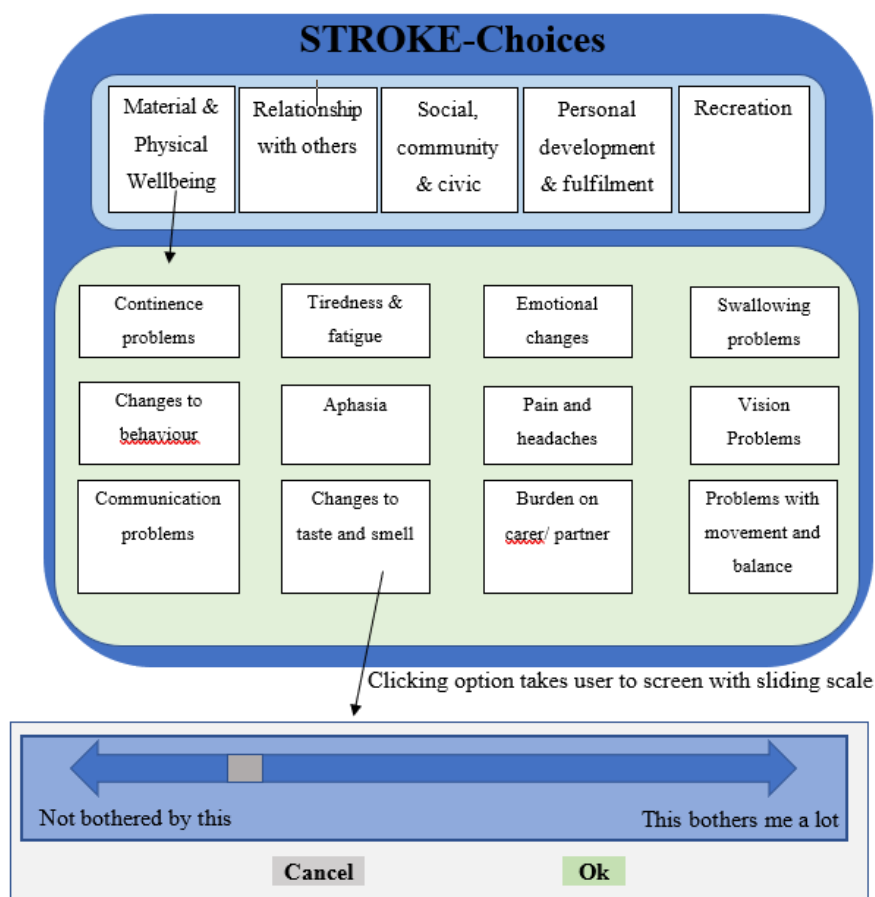 STROKE-Choices
Material &
Physical
Wellbeing
Relationship
with others
Social,
community
& civic
Personal
development
& fulfilment
Recreation
Continence
problems
Tiredness &
fatigue
Emotional
changes
Swallowing
problems
Changes to
behaviour
Aphasia
Pain and
headaches
Vision
Problems
Communication
problems
Changes to
taste and smell
Burden on
carer/ partner
Problems with
movement and
balance
Clicking option takes user to screen with sliding scale
Not bothered by this
This bothers me a lot
Cancel
Ok